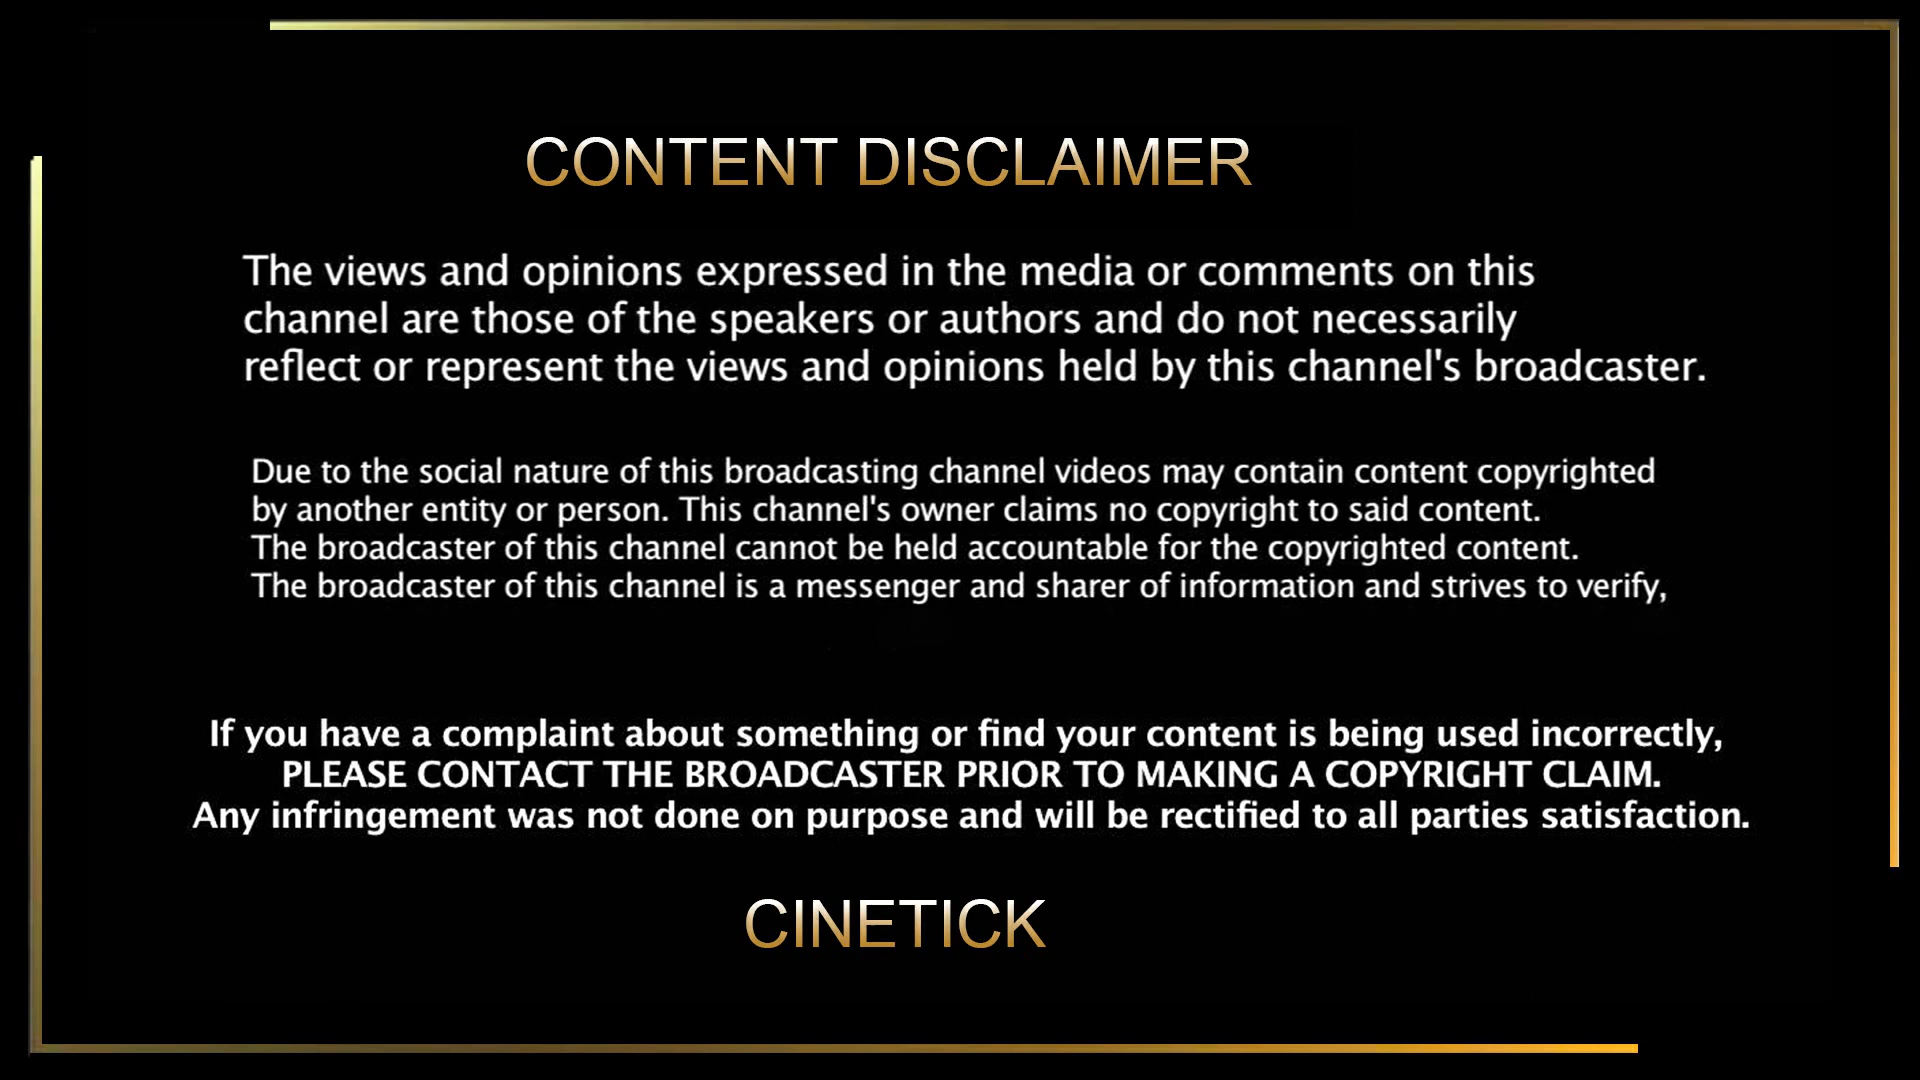 CONTENT DISCLAIMER
The views and opinions expressed in the media or comments on this
channel are those of the speakers or authors and do not necessarily
reflect or represent the views and opinions held by this channel's broadcaster.
Due to the social nature of this broadcasting channel videos may contain content copyrighted
by another entity or person. This channel's owner claims no copyright to said content.
The broadcaster of this channel cannot be held accountable for the copyrighted content.
The broadcaster of this channel is a messenger and sharer of information and strives to verify,
If you have a complaint about something or find your content is being used incorrectly,
PLEASE CONTACT THE BROADCASTER PRIOR TO MAKING A COPYRIGHT CLAIM.
Any infringement was not done on purpose and will be rectified to all parties satisfaction.
CINETICK